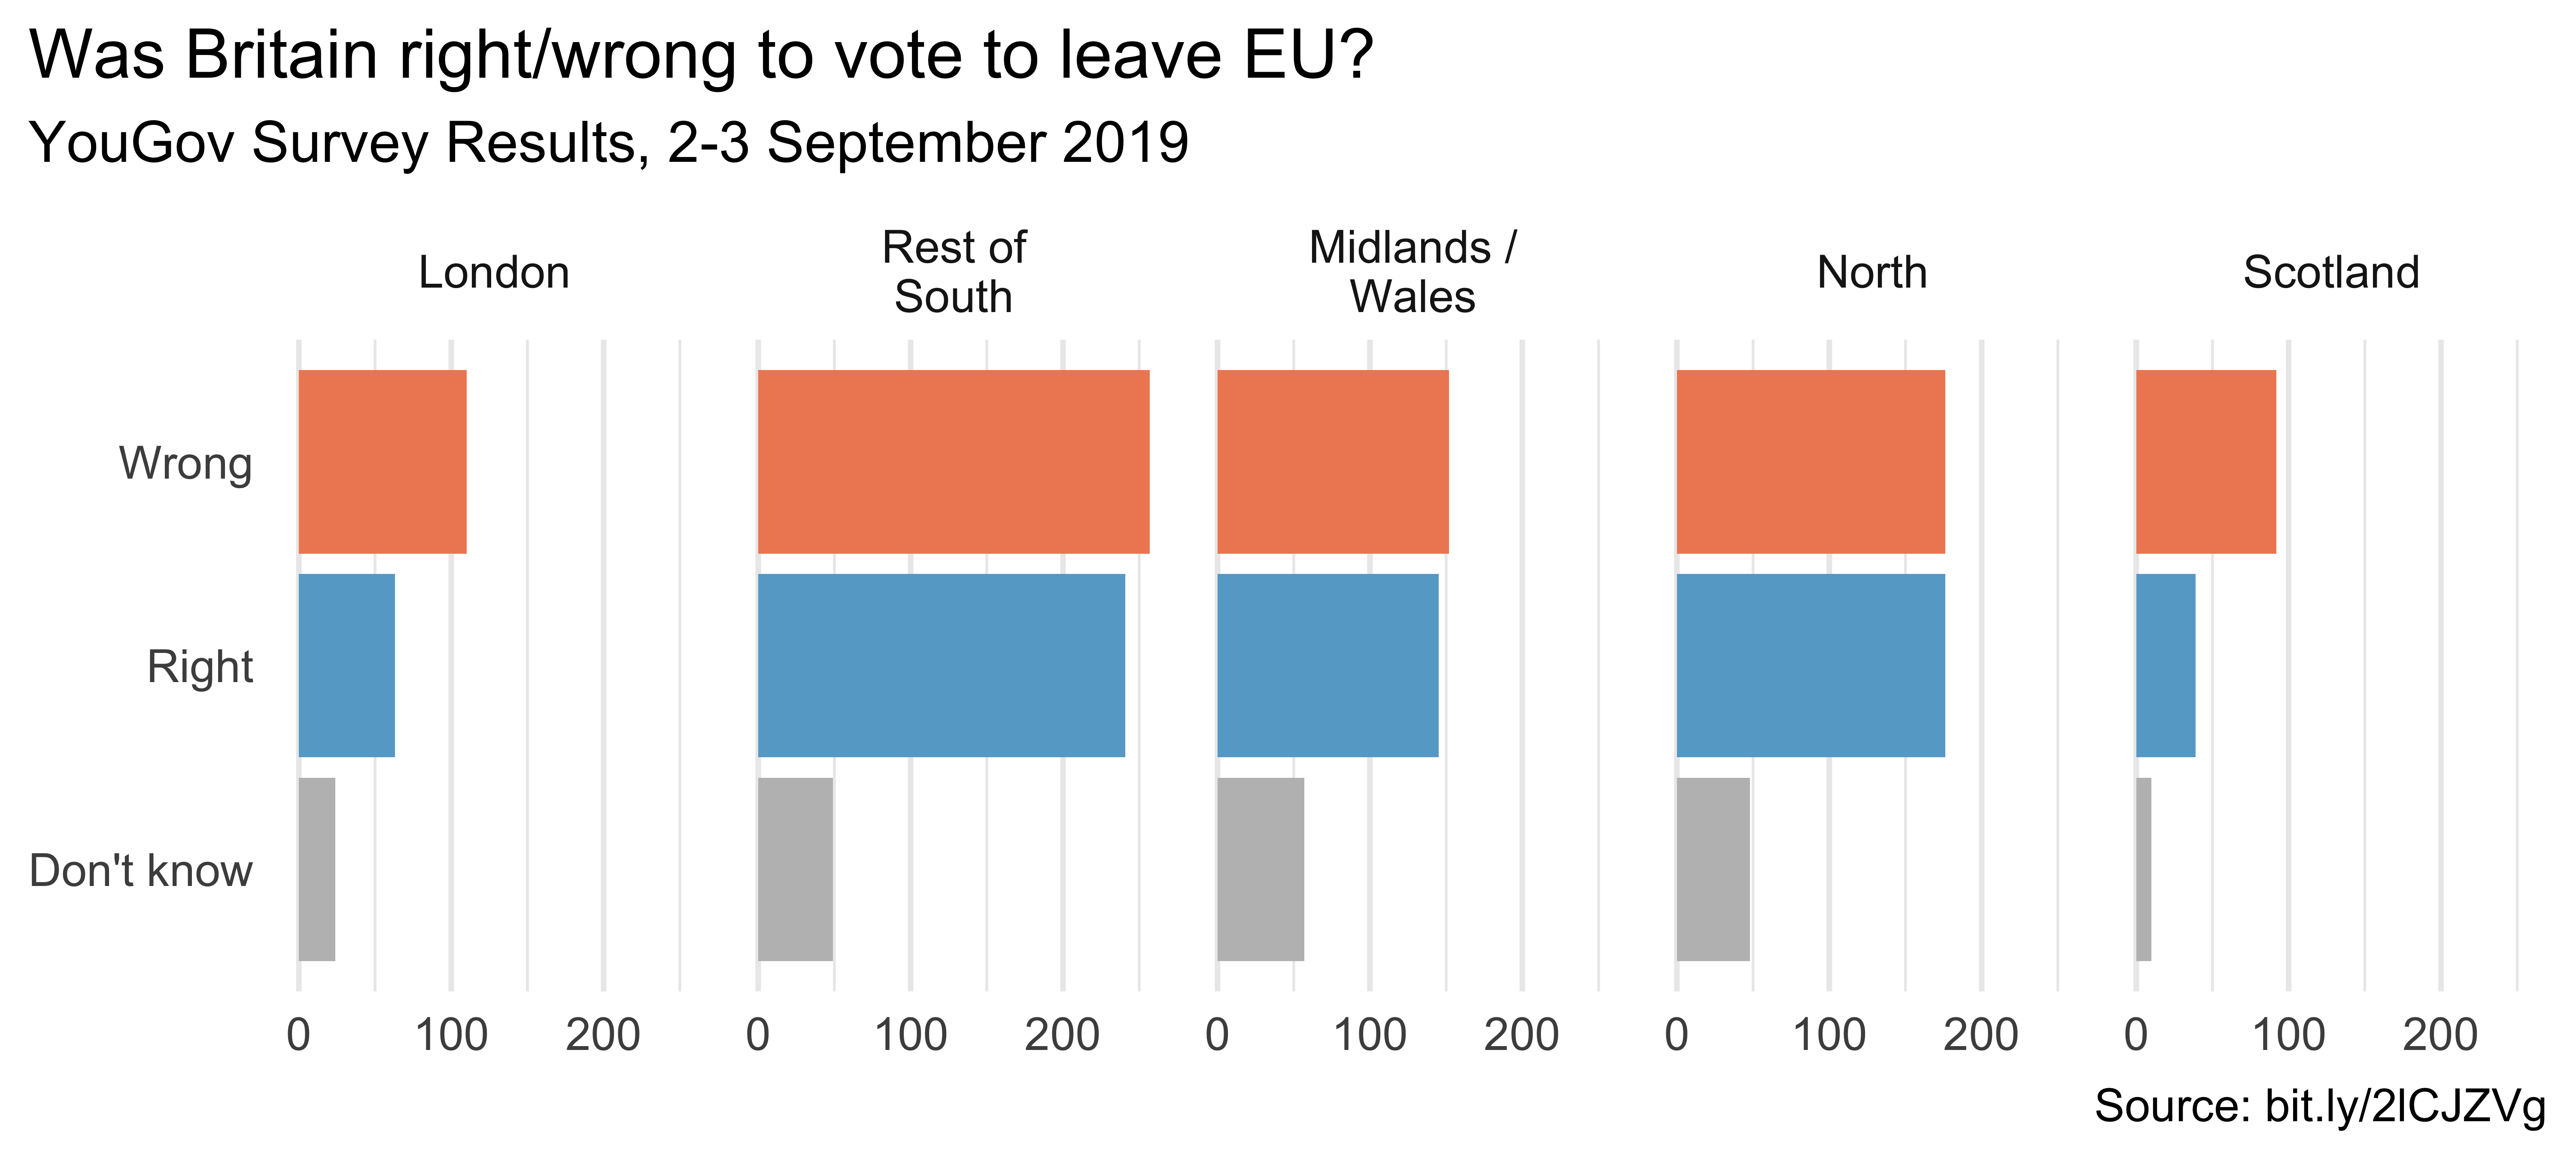 Was Britain right/wrong to vote to leave EU?
YouGov Survey Results, 2-3 September 2019
London
Rest of
South
Midlands /
Wales
North
Scotland
Wrong
Right
Don't know
0 100 200 0 100 200 0 100 200 0 100 200 0 100 200
Source: bit.ly/2lCJZVg